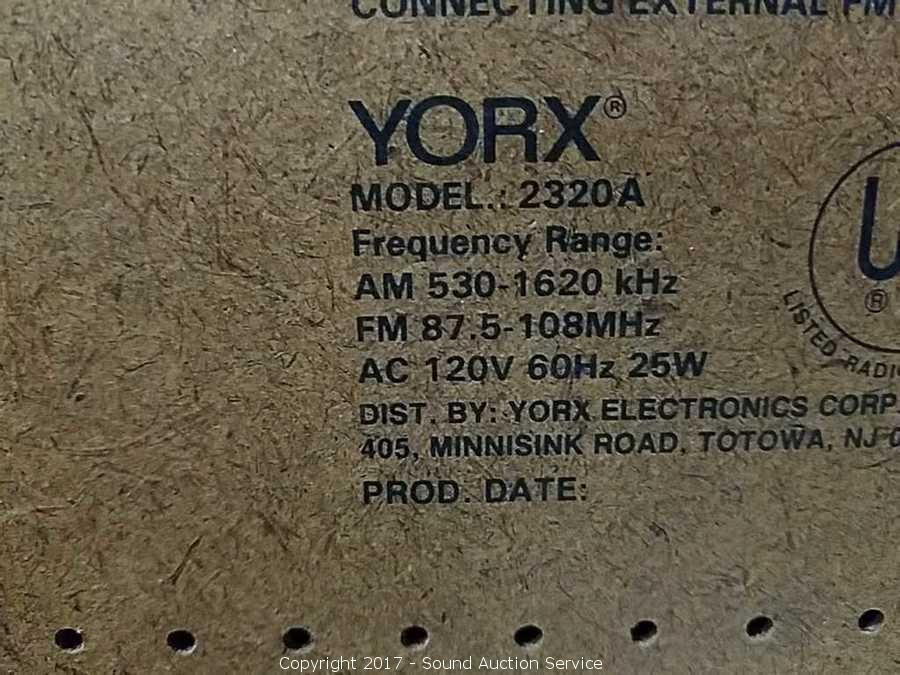 CONNECTING EXTERNAL FM
YORX®
MODEL.: 2320A
Frequency Range:
AM 530-1620 kHz
FM 87.5-108MHz
AC 120V 60Hz 25W
DIST. BY: YORX ELECTRONICS CORP.
405, MINNISINK ROAD, TOTOWA, NJ
PROD. DATE:
U
®
LISTED RADIO
Copyright 2017 - Sound Auction Service